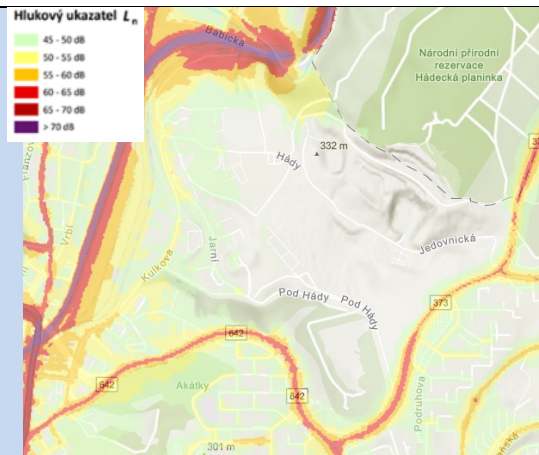 Hlukový ukazatel Ln
45 - 50 dB
50 - 55 dB
55 - 60 dB
60 - 65 dB
65 - 70 dB
> 70 dB
Babická
Národní přírodní
rezervace
Hádecká planinka
332 m
Hády
Vrbí
Jarní
Kulkova
Jedovnická
Pod Hády
Pod Hády
373
642
642
642
Akátky
Podruhova
301 m